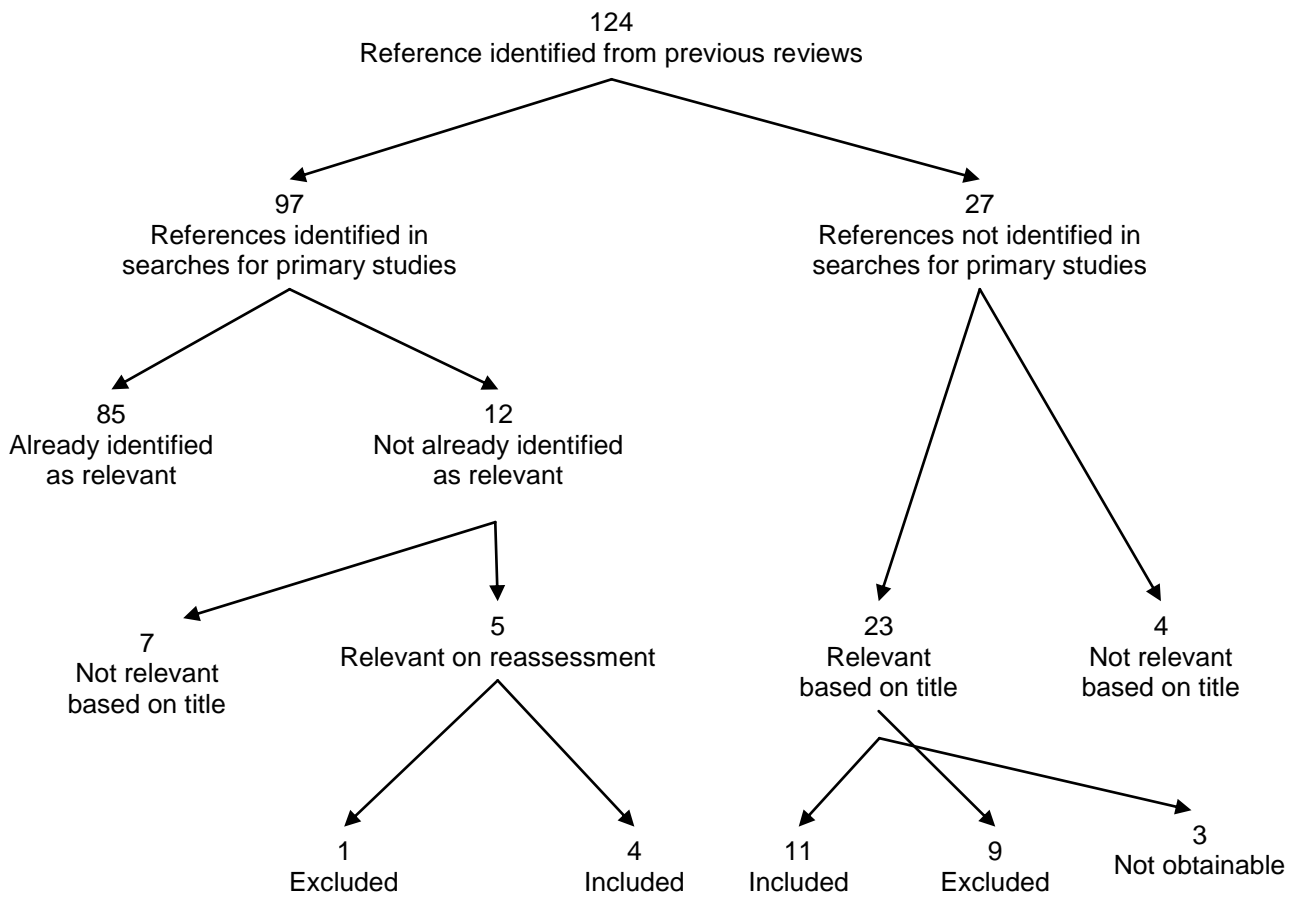 124
Reference identified from previous reviews
97
References identified in
searches for primary studies
27
References not identified in
searches for primary studies
85
Already identified
as relevant
12
Not already identified
as relevant
7
Not relevant
based on title
5
Relevant on reassessment
23
Relevant
based on title
4
Not relevant
based on title
1
Excluded
4
Included
11
Included
9
Excluded
3
Not obtainable